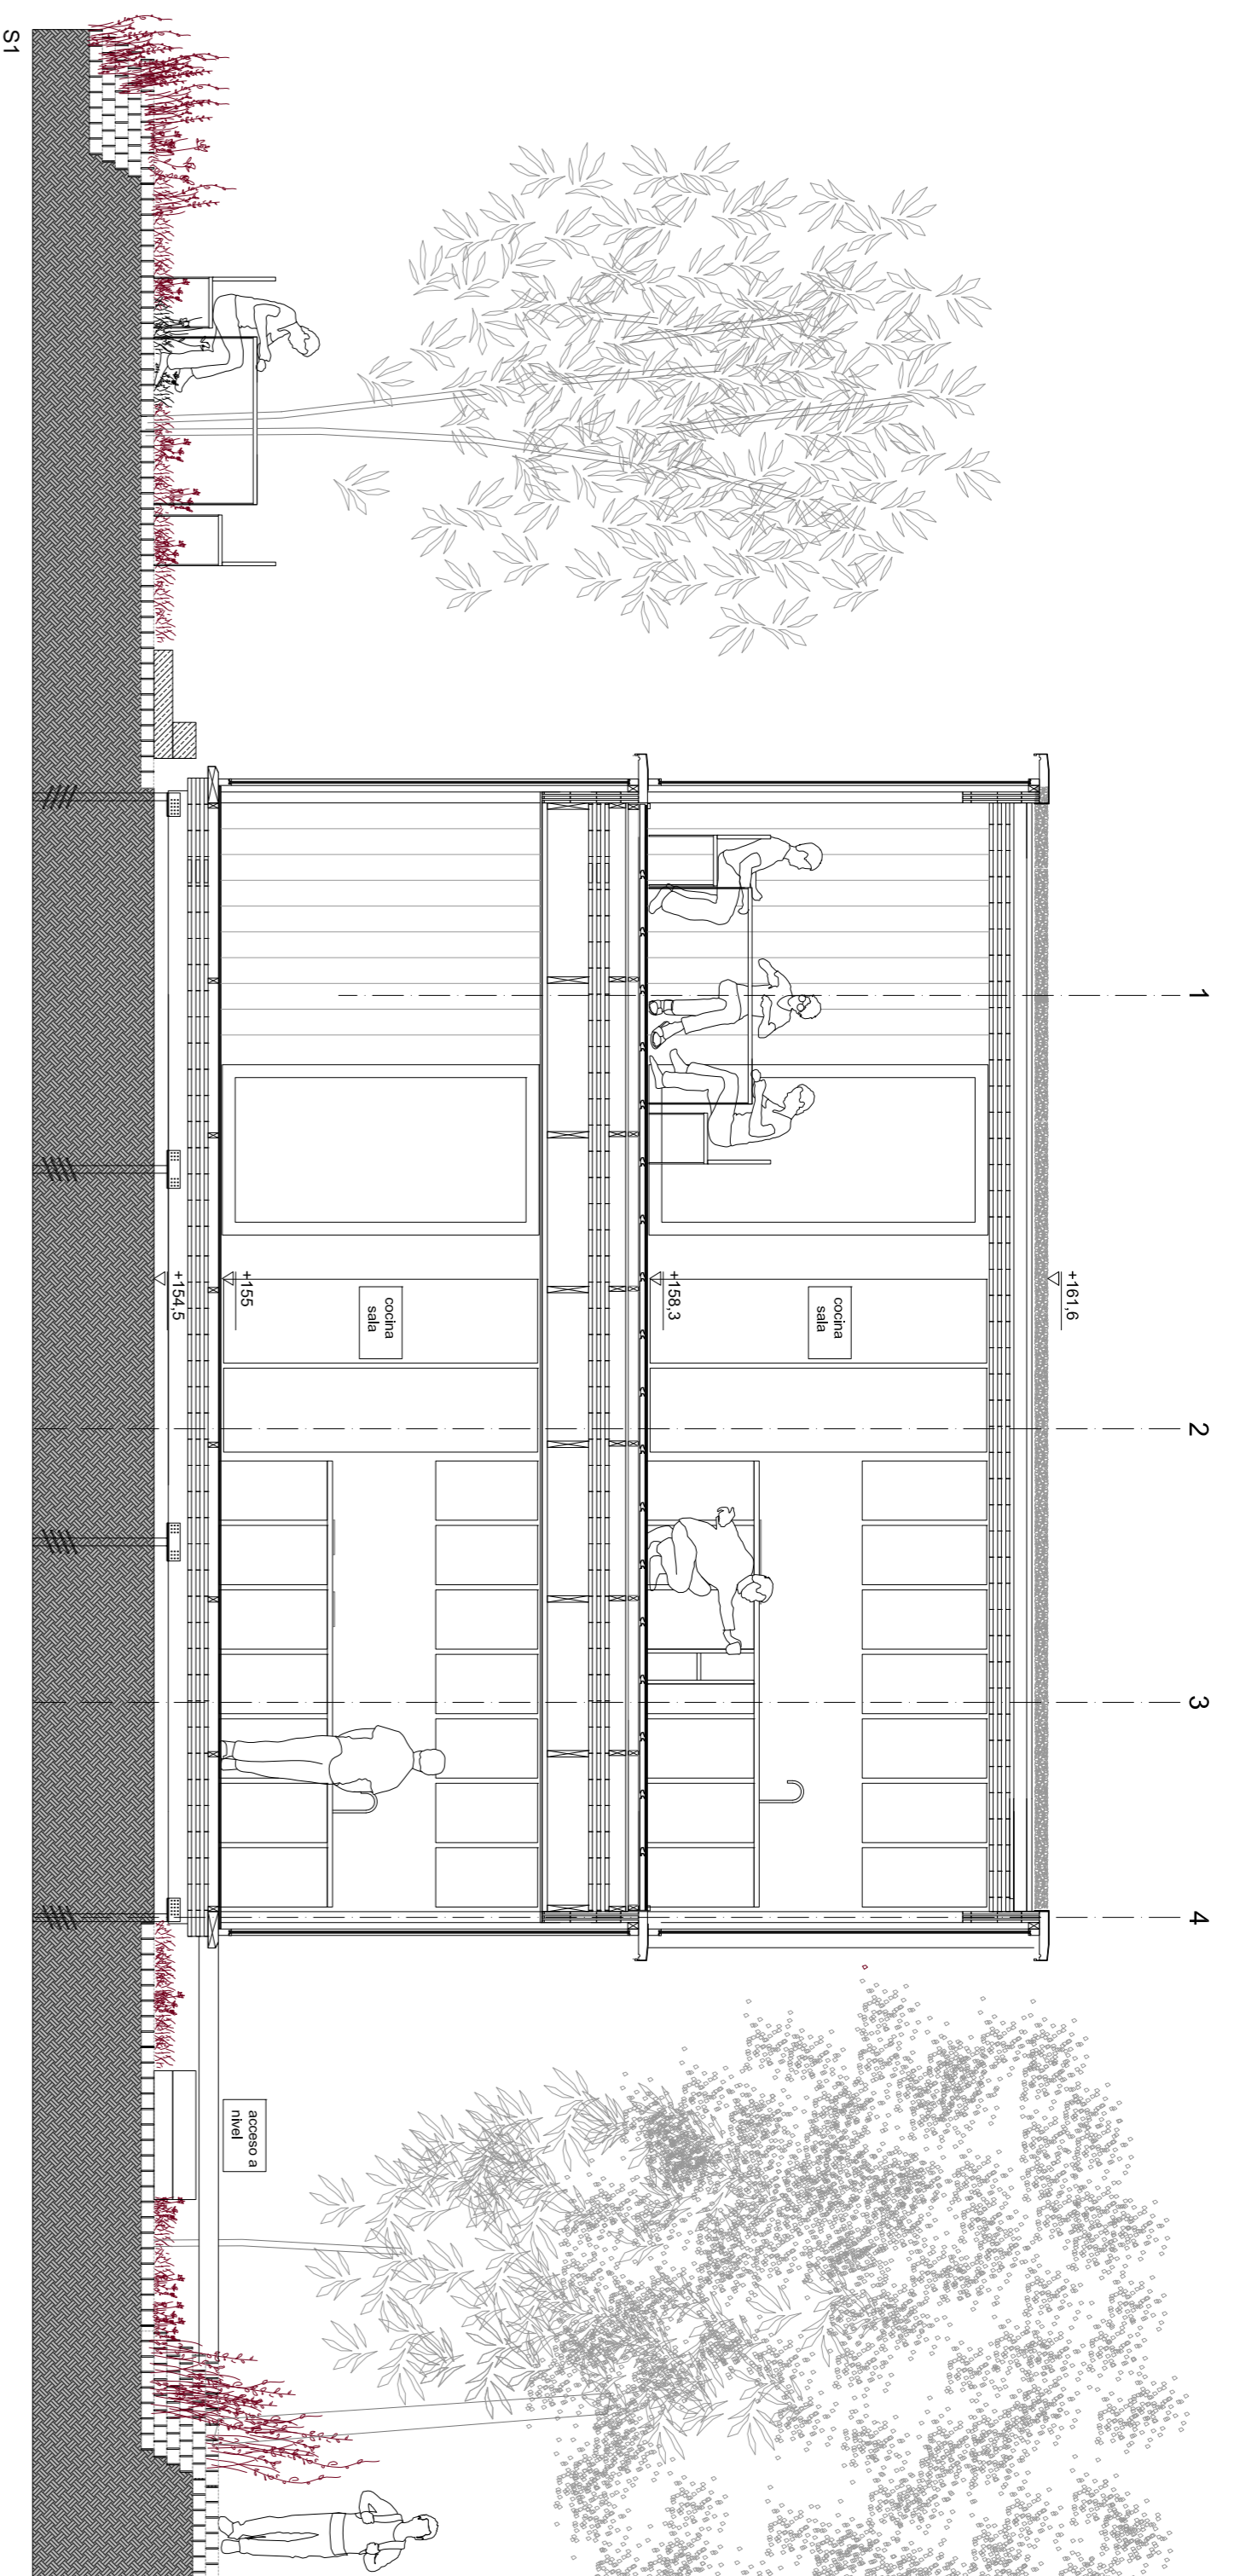 1
2
3
4
+161,6
cocina
sala
+158,3
cocina
sala
+155
+154,5
acceso a
nivel
S1